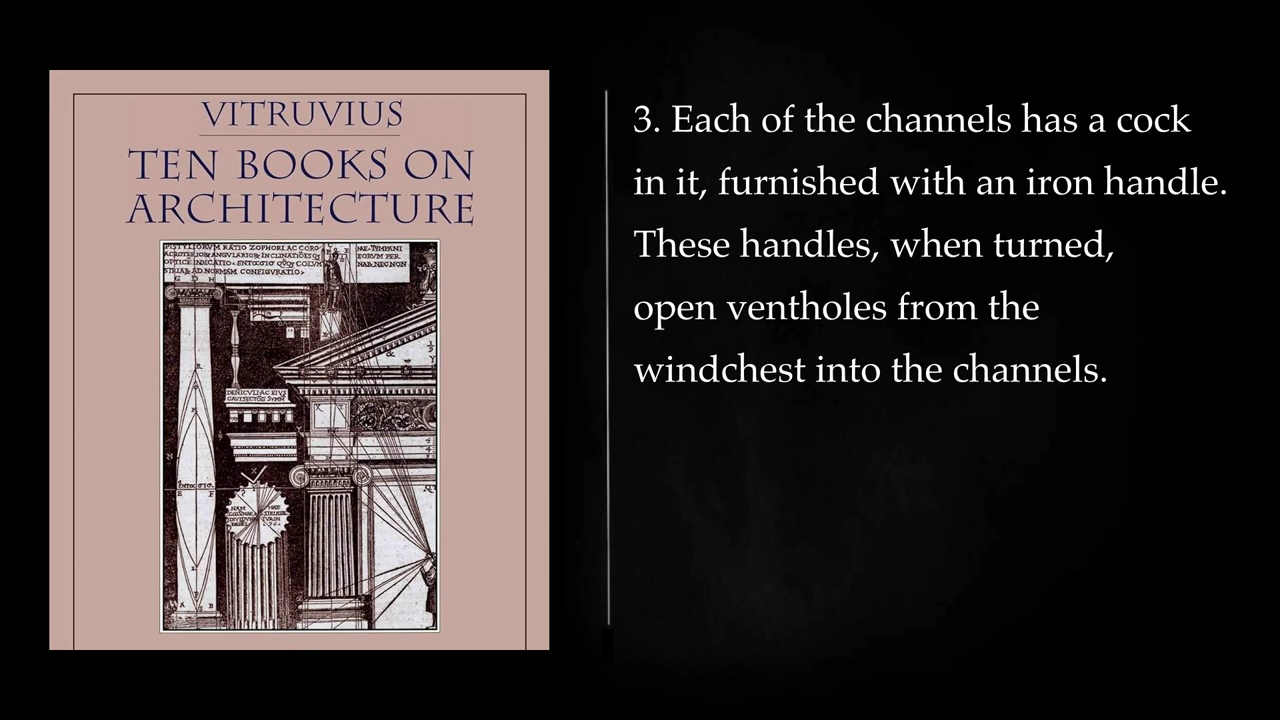 VITRUVIUS
TEN BOOKS ON
ARCHITECTURE
3. Each of the channels has a cock
in it, furnished with an iron handle.
These handles, when turned,
open ventholes from the
windchest into the channels.